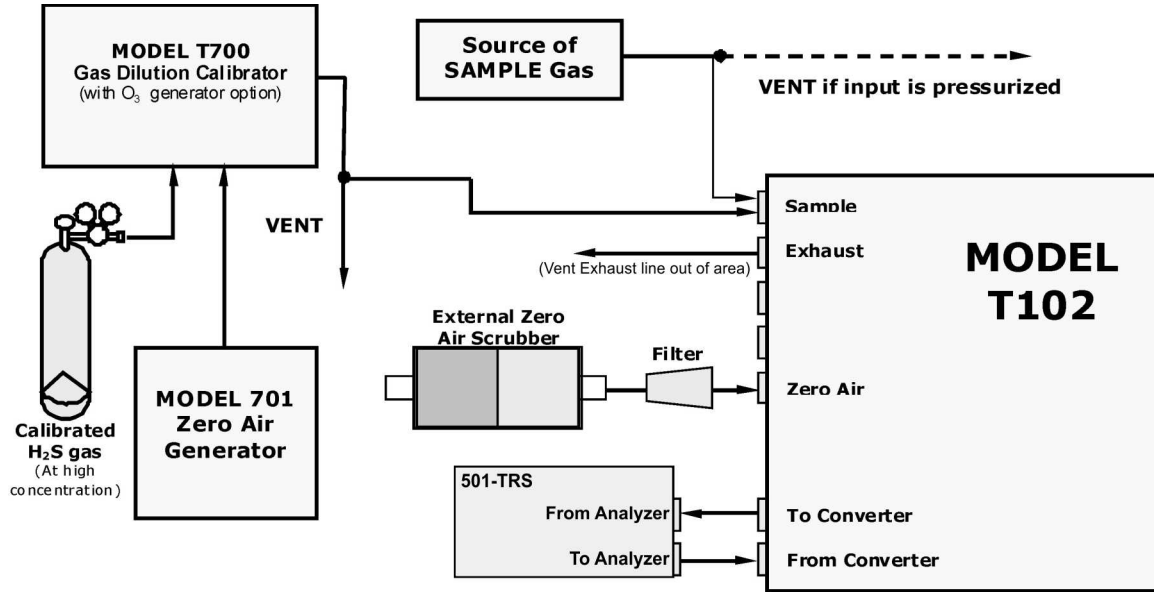 MODEL T700
Gas Dilution Calibrator
(with O₃ generator option)
Source of
SAMPLE Gas
VENT if input is pressurized
VENT
Calibrated
H₂S gas
(At high
concentration)
MODEL 701
Zero Air
Generator
Sample
Exhaust
(Vent Exhaust line out of area)
MODEL
T102
External Zero
Air Scrubber
Filter
Zero Air
501-TRS
From Analyzer
To Analyzer
To Converter
From Converter